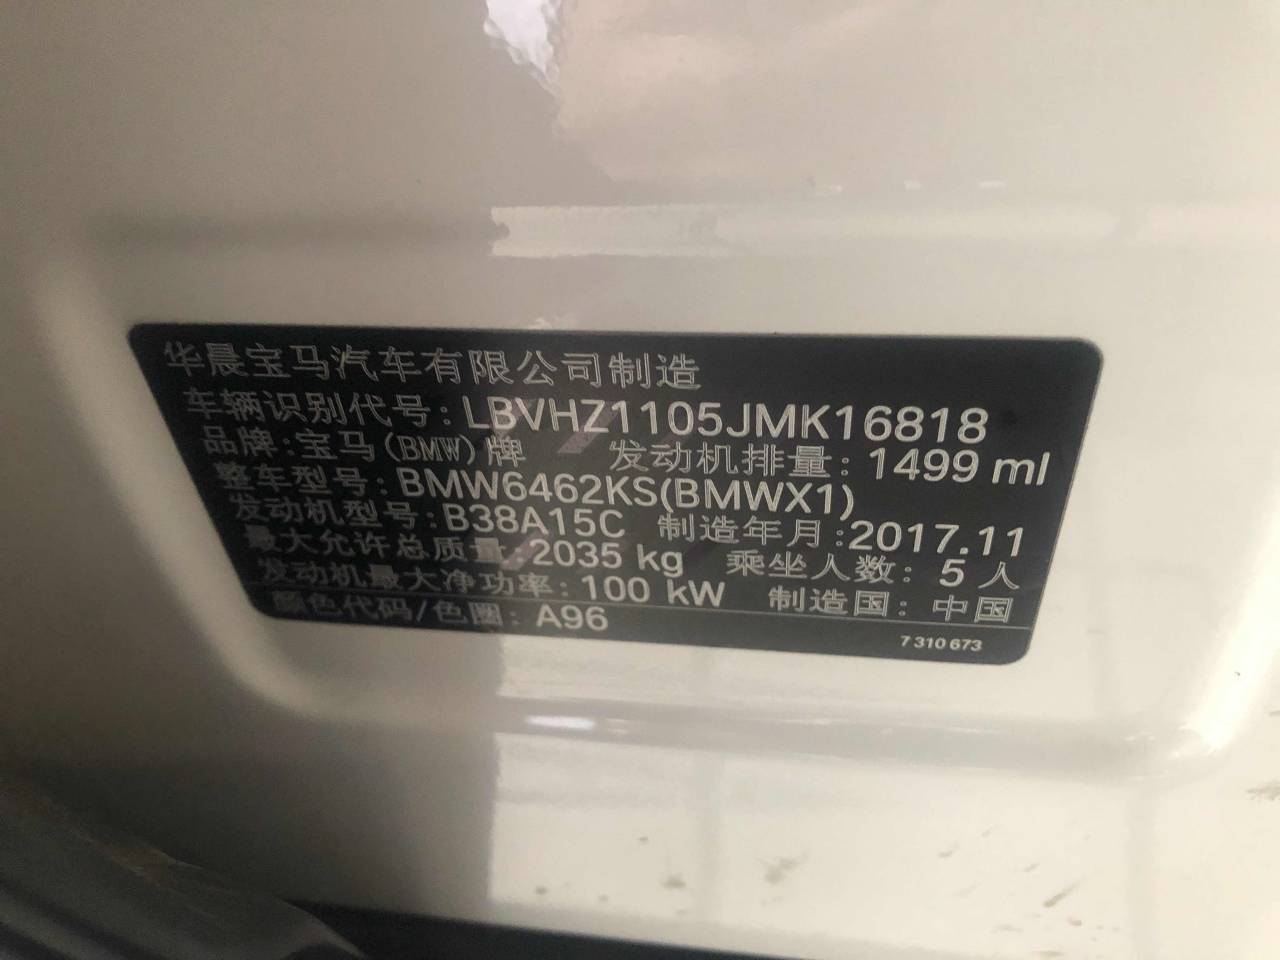 华晨宝马汽车有限公司制造
车辆识别代号：LBVHZ1105JMK16818
品牌：宝马(BMW)牌 发动机排量：1499 ml
整车型号：BMW6462KS(BMWX1)
发动机型号：B38A15C 制造年月：2017.11
最大允许总质量：2035 kg 乘坐人数：5 人
发动机最大净功率：100 kW 制造国：中国
颜色代码/色圈：A96
7 310 673